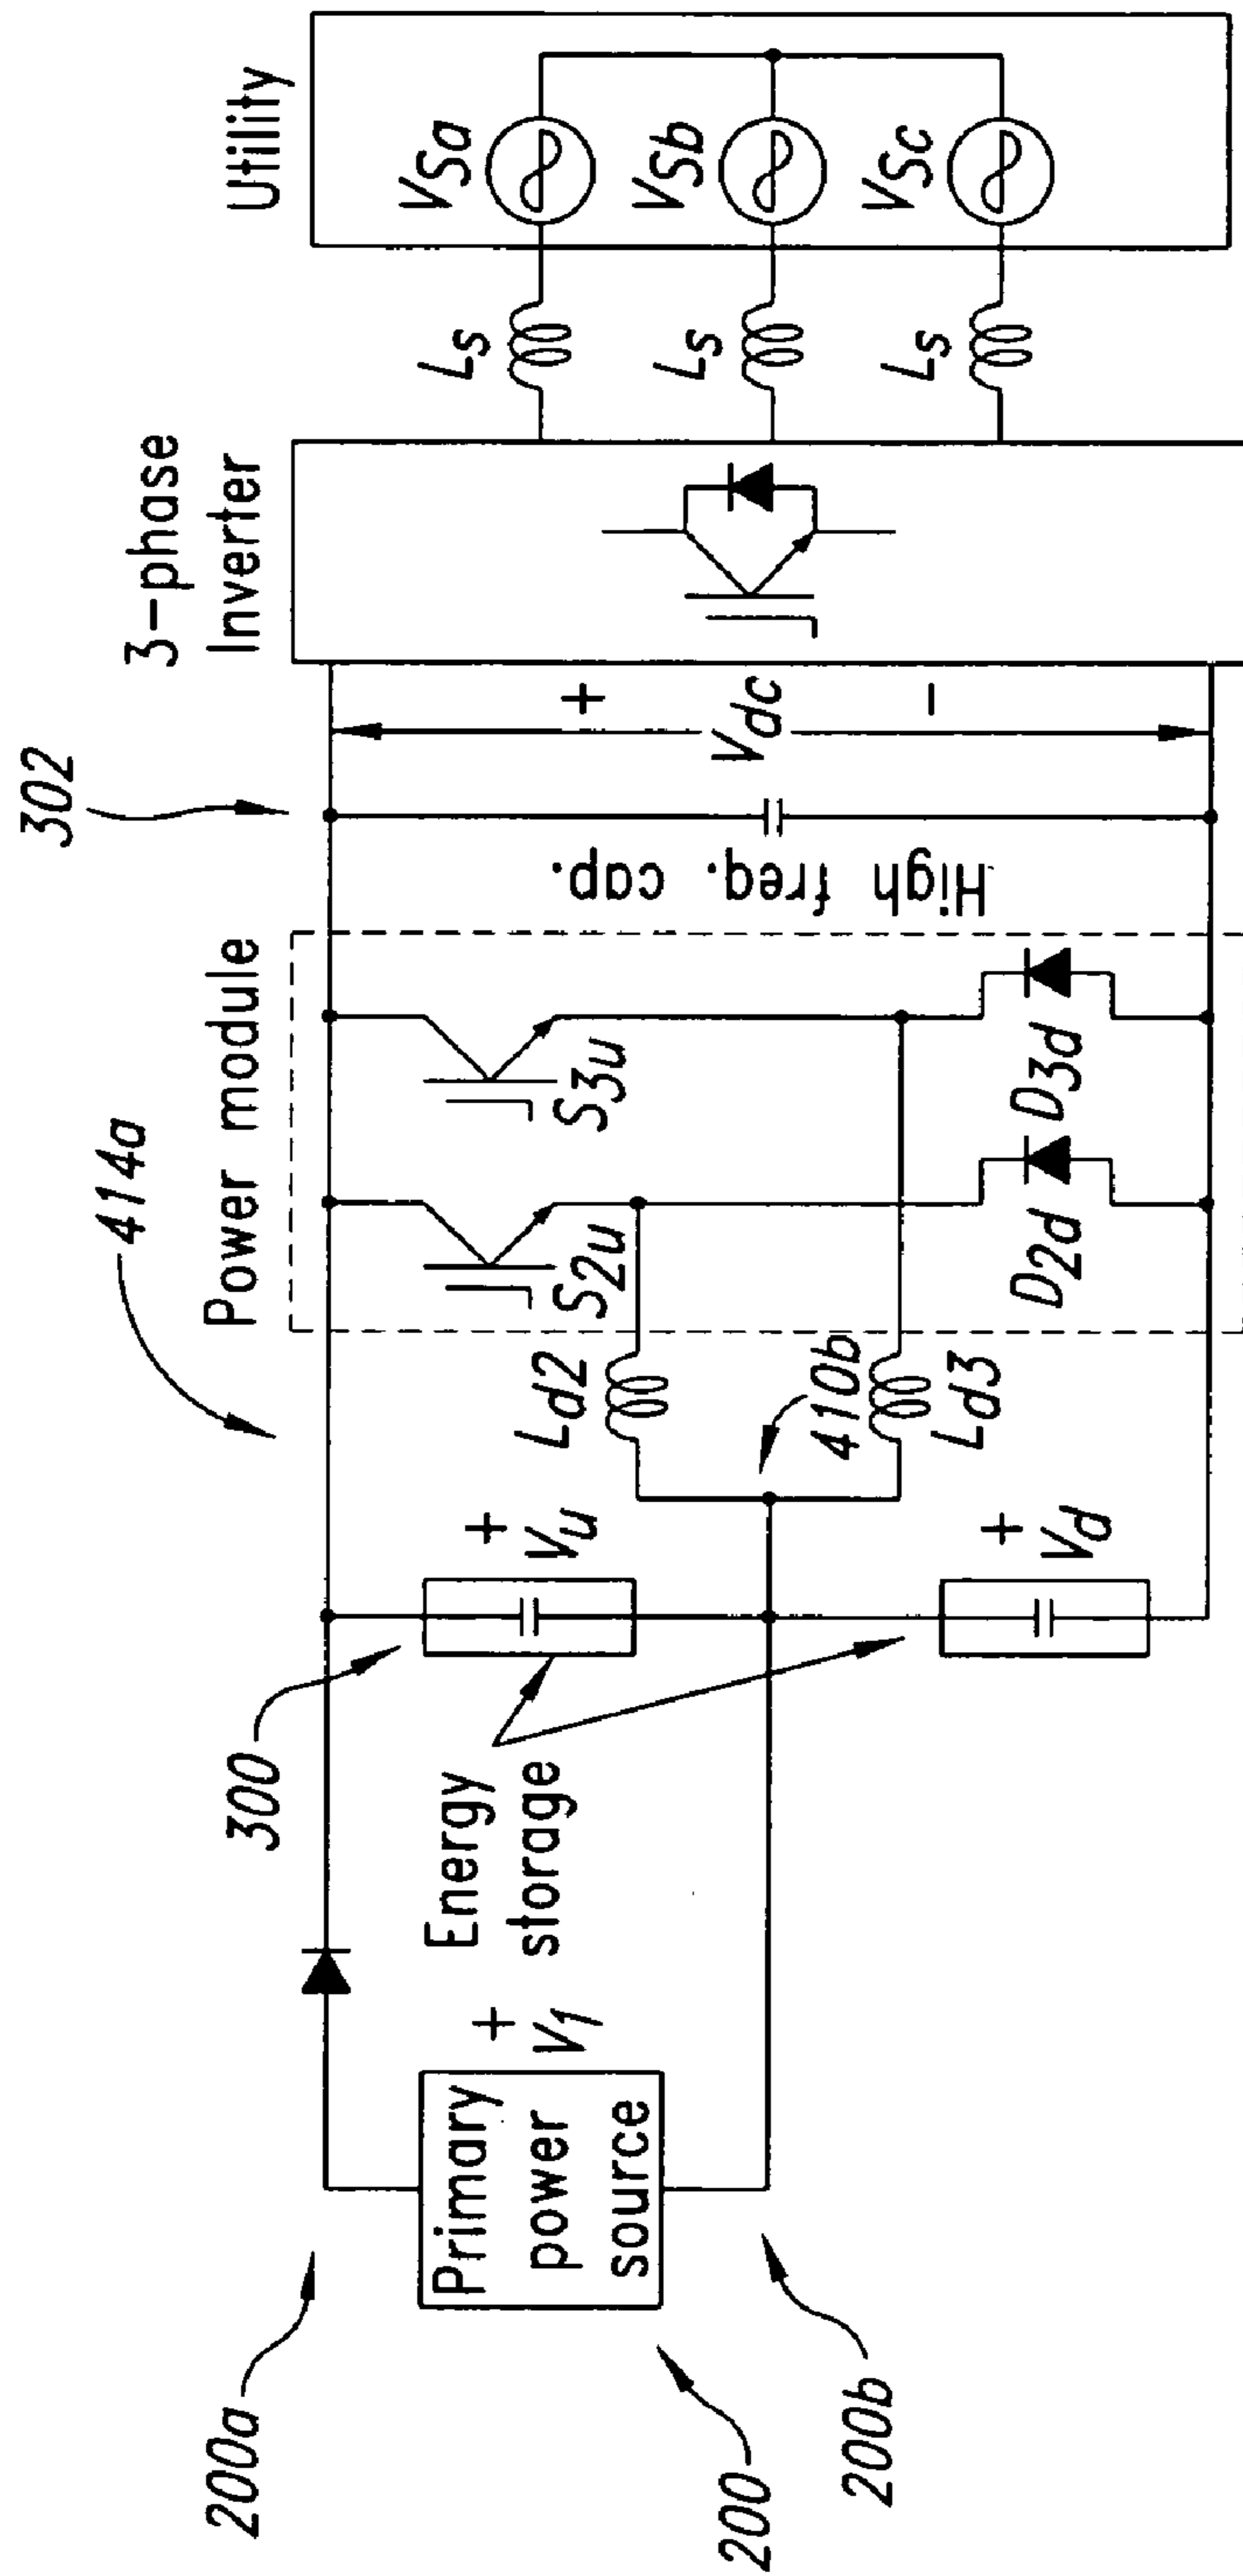 200a
200
200b
Primary
power
source
+
V1
Energy
storage
300
+
Vu
+
Vd
414a
Ld2
410b
Ld3
Power module
S2u
S3u
D2d
D3d
High freq. cap.
302
+
Vdc
−
3-phase
Inverter
Ls
Ls
Ls
Utility
VSa
VSb
VSc